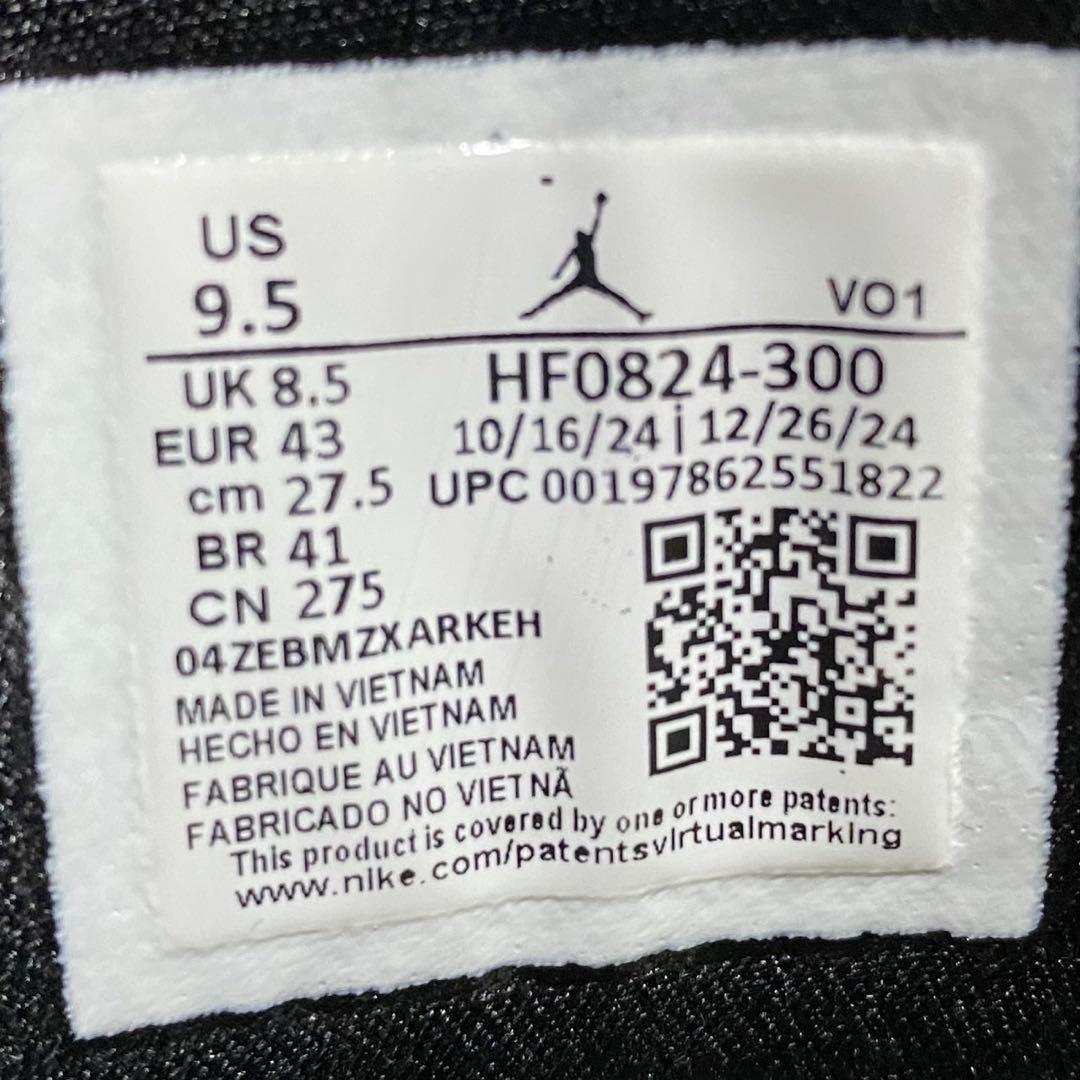 US
9.5
VO1
UK 8.5
HF0824-300
EUR 43
10/16/24 | 12/26/24
cm 27.5
UPC 00197862551822
BR 41
CN 275
04ZEBMZXARKEH
MADE IN VIETNAM
HECHO EN VIETNAM
FABRIQUE AU VIETNAM
FABRICADO NO VIETNÃ
This product is covered by one or more patents:
www.nike.com/patentsvirtualmarking